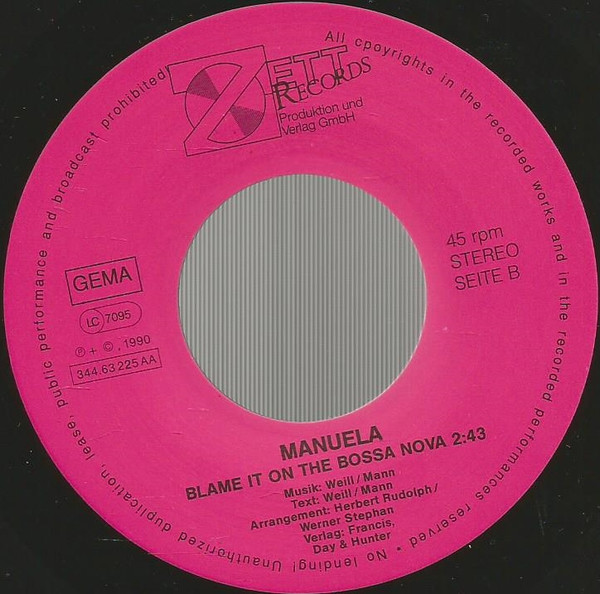 ZETT
RECORDS
Produktion und
Verlag GmbH
All cpoyrights in the recorded works and in the recorded performances reserved • No lending! Unauthorized duplication, lease, public performance and broadcast prohibited!
45 rpm
STEREO
SEITE B
GEMA
LC 7095
℗ + ©, 1990
344.63 225 AA
MANUELA
BLAME IT ON THE BOSSA NOVA 2:43
Musik: Weill / Mann
Text: Weill / Mann
Arrangement: Herbert Rudolph /
Werner Stephan
Verlag: Francis,
Day & Hunter